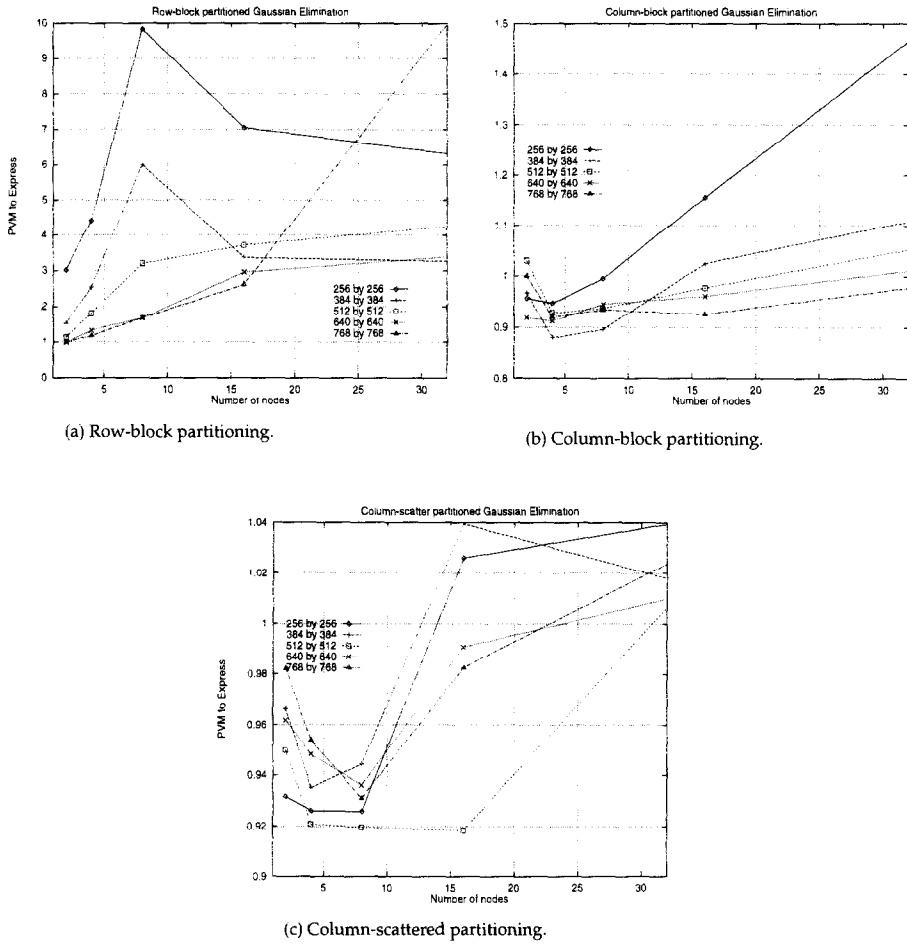 Row-block partitioned Gaussian Elimination
PVM to Express
10
9
8
7
6
5
4
3
2
1
0
256 by 256
384 by 384
512 by 512
640 by 640
768 by 768
5
10
15
20
25
30
Number of nodes
(a) Row-block partitioning.
Column-block partitioned Gaussian Elimination
1.5
1.4
1.3
1.2
1.1
1
0.9
0.8
256 by 256
384 by 384
512 by 512
640 by 640
768 by 768
5
10
15
20
25
30
Number of nodes
(b) Column-block partitioning.
Column-scatter partitioned Gaussian Elimination
PVM to Express
1.04
1.02
1
0.98
0.96
0.94
0.92
0.9
256 by 256
384 by 384
512 by 512
640 by 640
768 by 768
5
10
15
20
25
30
Number of nodes
(c) Column-scattered partitioning.